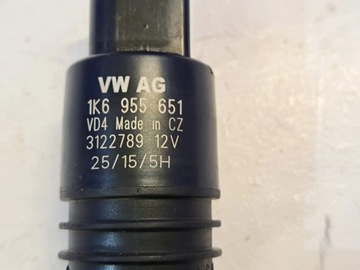 VW AG
1K6 955 651
VD4 Made in CZ
3122789 12V
25/15/5H